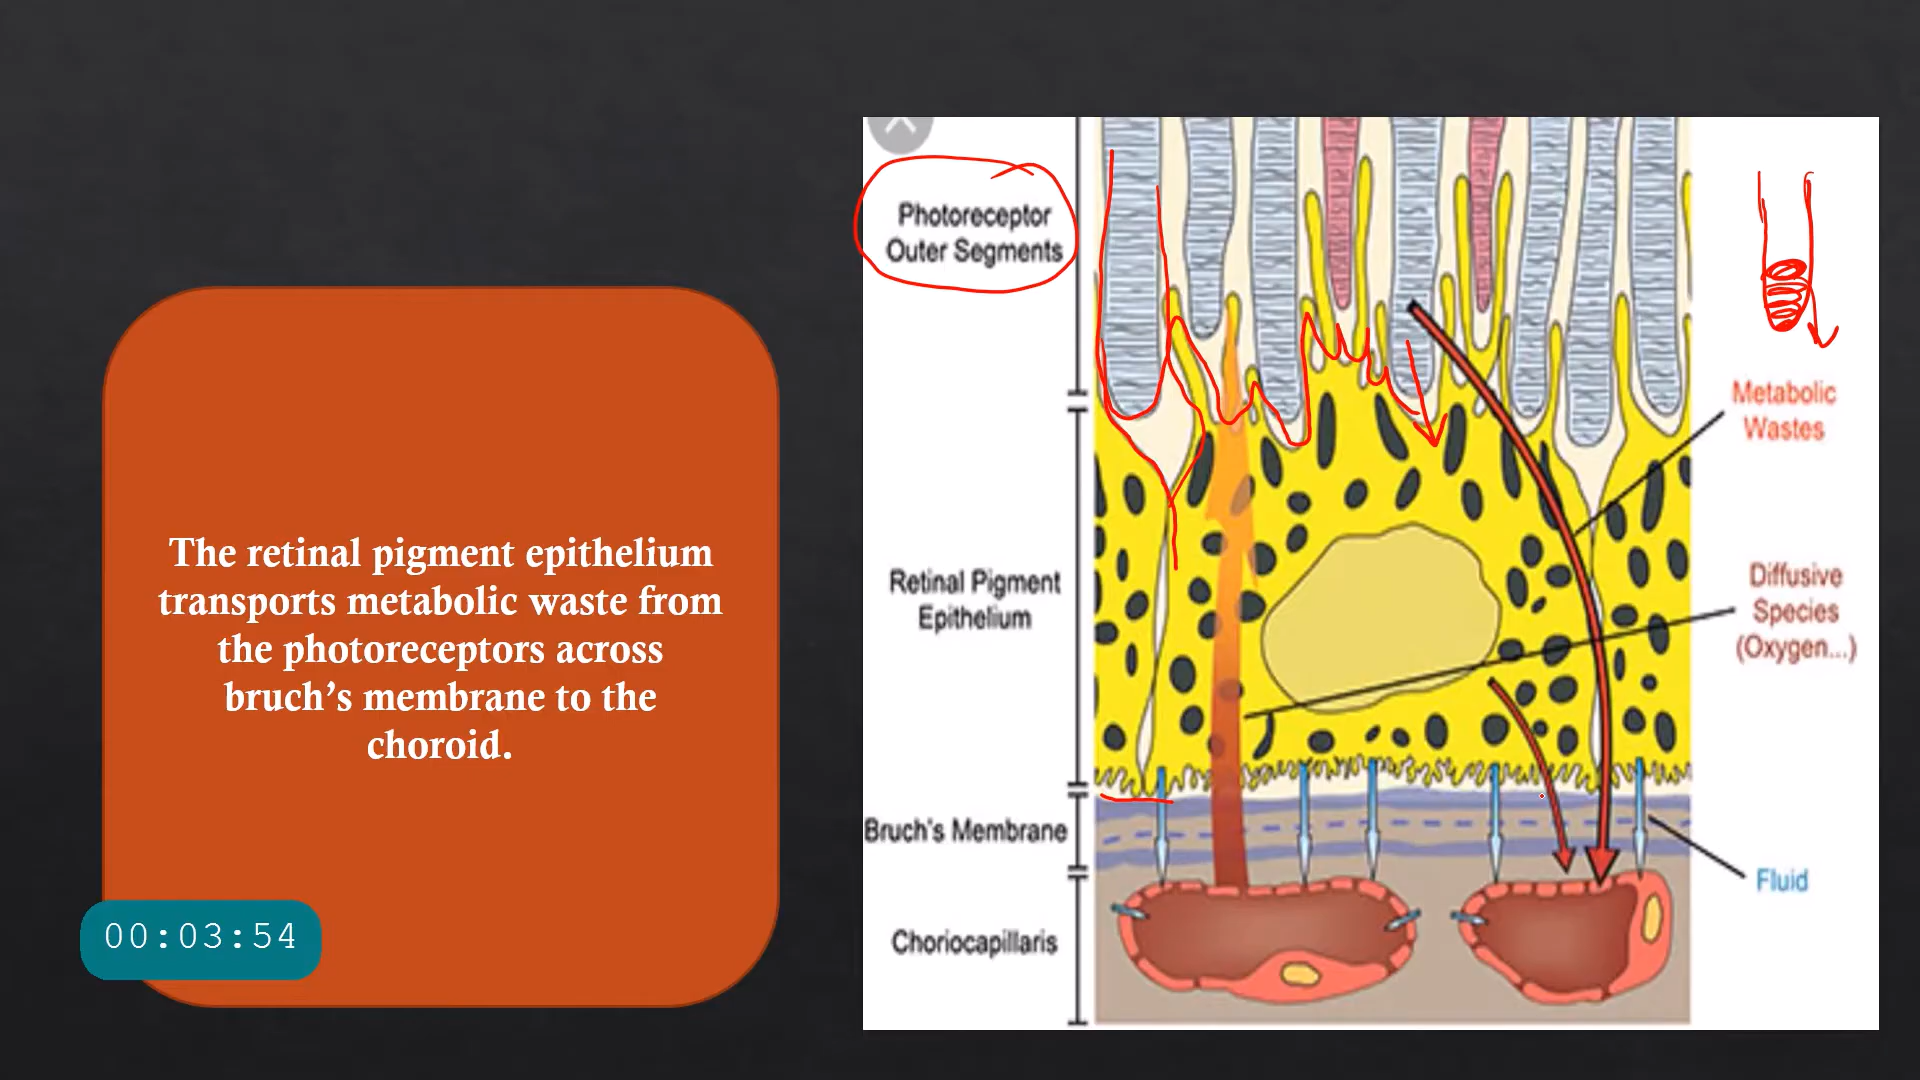 The retinal pigment epithelium
transports metabolic waste from
the photoreceptors across
bruch’s membrane to the
choroid.
00:03:54
Photoreceptor
Outer Segments
Retinal Pigment
Epithelium
Bruch's Membrane
Choriocapillaris
Metabolic
Wastes
Diffusive
Species
(Oxygen...)
Fluid